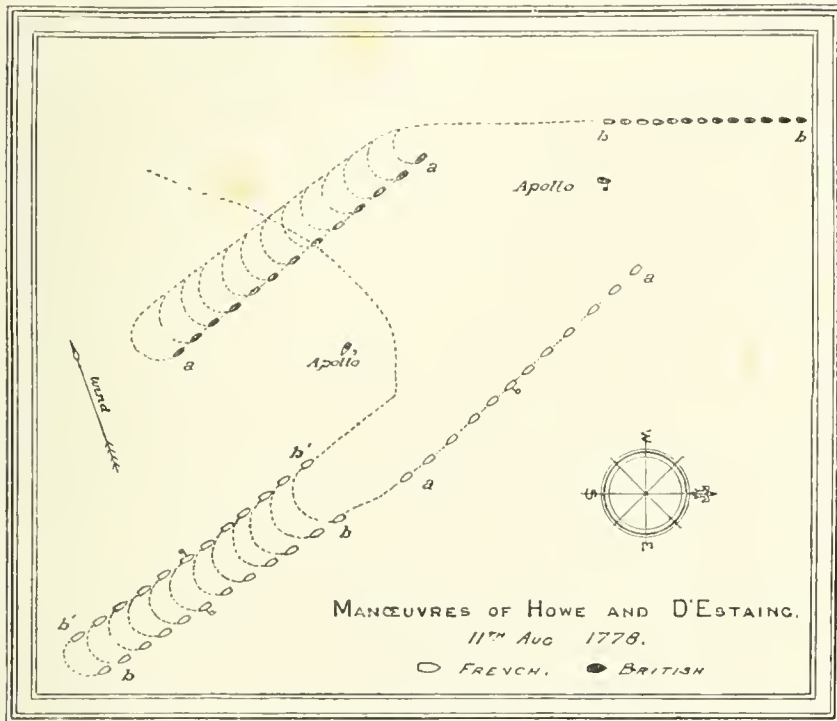 b b
a
Apollo
a
a
Apollo
wind
b'
a
W
S
E
b
b'
b
MANŒUVRES OF HOWE AND D'ESTAING.
11TH AUG 1778.
FRENCH. BRITISH